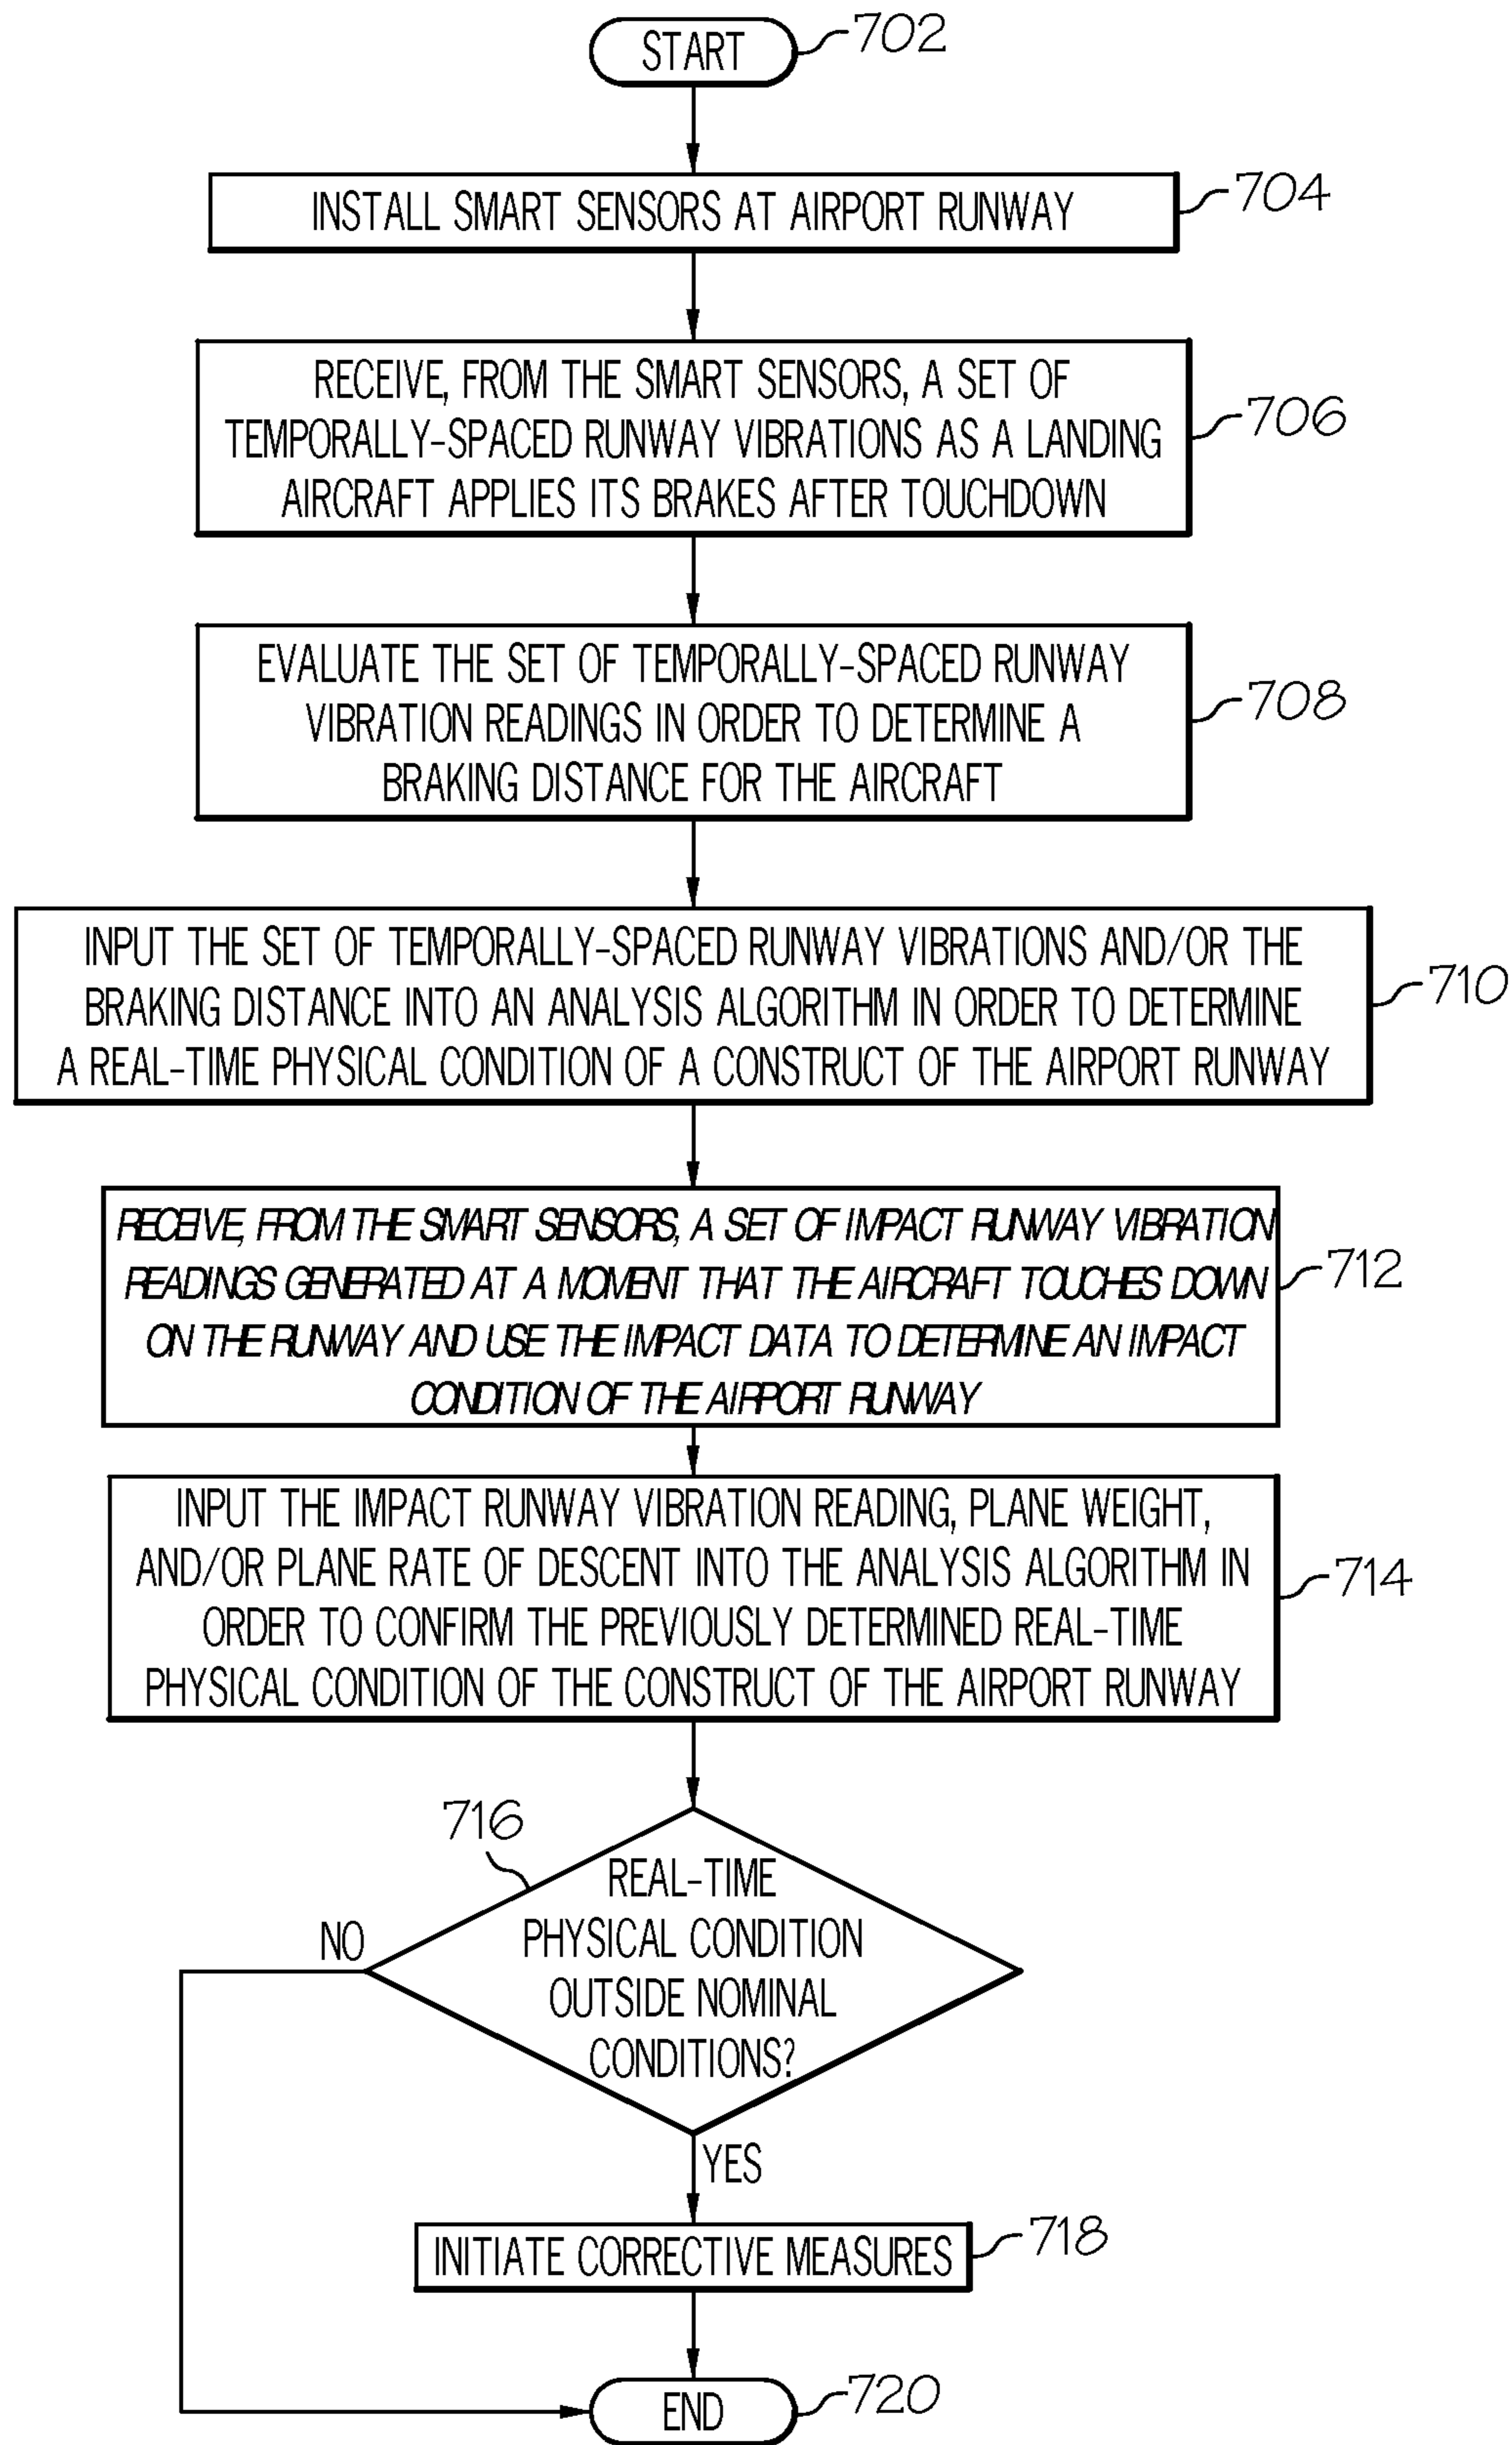 START
702
INSTALL SMART SENSORS AT AIRPORT RUNWAY
704
RECEIVE, FROM THE SMART SENSORS, A SET OF
TEMPORALLY-SPACED RUNWAY VIBRATIONS AS A LANDING
AIRCRAFT APPLIES ITS BRAKES AFTER TOUCHDOWN
706
EVALUATE THE SET OF TEMPORALLY-SPACED RUNWAY
VIBRATION READINGS IN ORDER TO DETERMINE A
BRAKING DISTANCE FOR THE AIRCRAFT
708
INPUT THE SET OF TEMPORALLY-SPACED RUNWAY VIBRATIONS AND/OR THE
BRAKING DISTANCE INTO AN ANALYSIS ALGORITHM IN ORDER TO DETERMINE
A REAL-TIME PHYSICAL CONDITION OF A CONSTRUCT OF THE AIRPORT RUNWAY
710
RECEIVE, FROM THE SMART SENSORS, A SET OF IMPACT RUNWAY VIBRATION
READINGS GENERATED AT A MOMENT THAT THE AIRCRAFT TOUCHES DOWN
ON THE RUNWAY AND USE THE IMPACT DATA TO DETERMINE AN IMPACT
CONDITION OF THE AIRPORT RUNWAY
712
INPUT THE IMPACT RUNWAY VIBRATION READING, PLANE WEIGHT,
AND/OR PLANE RATE OF DESCENT INTO THE ANALYSIS ALGORITHM IN
ORDER TO CONFIRM THE PREVIOUSLY DETERMINED REAL-TIME
PHYSICAL CONDITION OF THE CONSTRUCT OF THE AIRPORT RUNWAY
714
716
REAL-TIME
PHYSICAL CONDITION
OUTSIDE NOMINAL
CONDITIONS?
NO
YES
INITIATE CORRECTIVE MEASURES
718
END
720